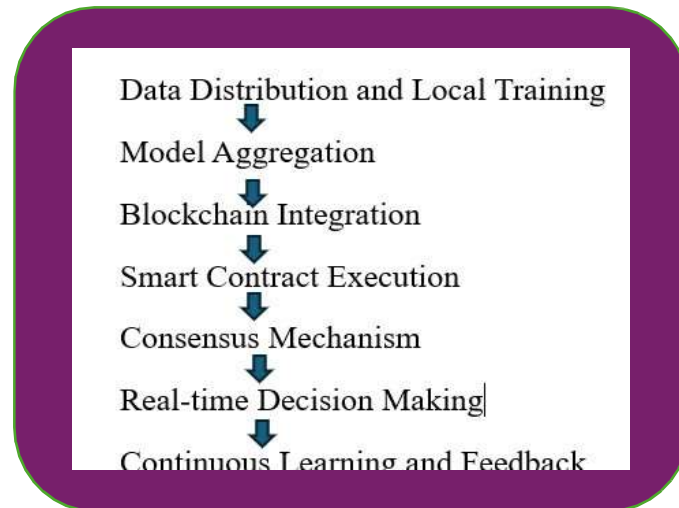 Data Distribution and Local Training
Model Aggregation
Blockchain Integration
Smart Contract Execution
Consensus Mechanism
Real-time Decision Making
Continuous Learning and Feedback